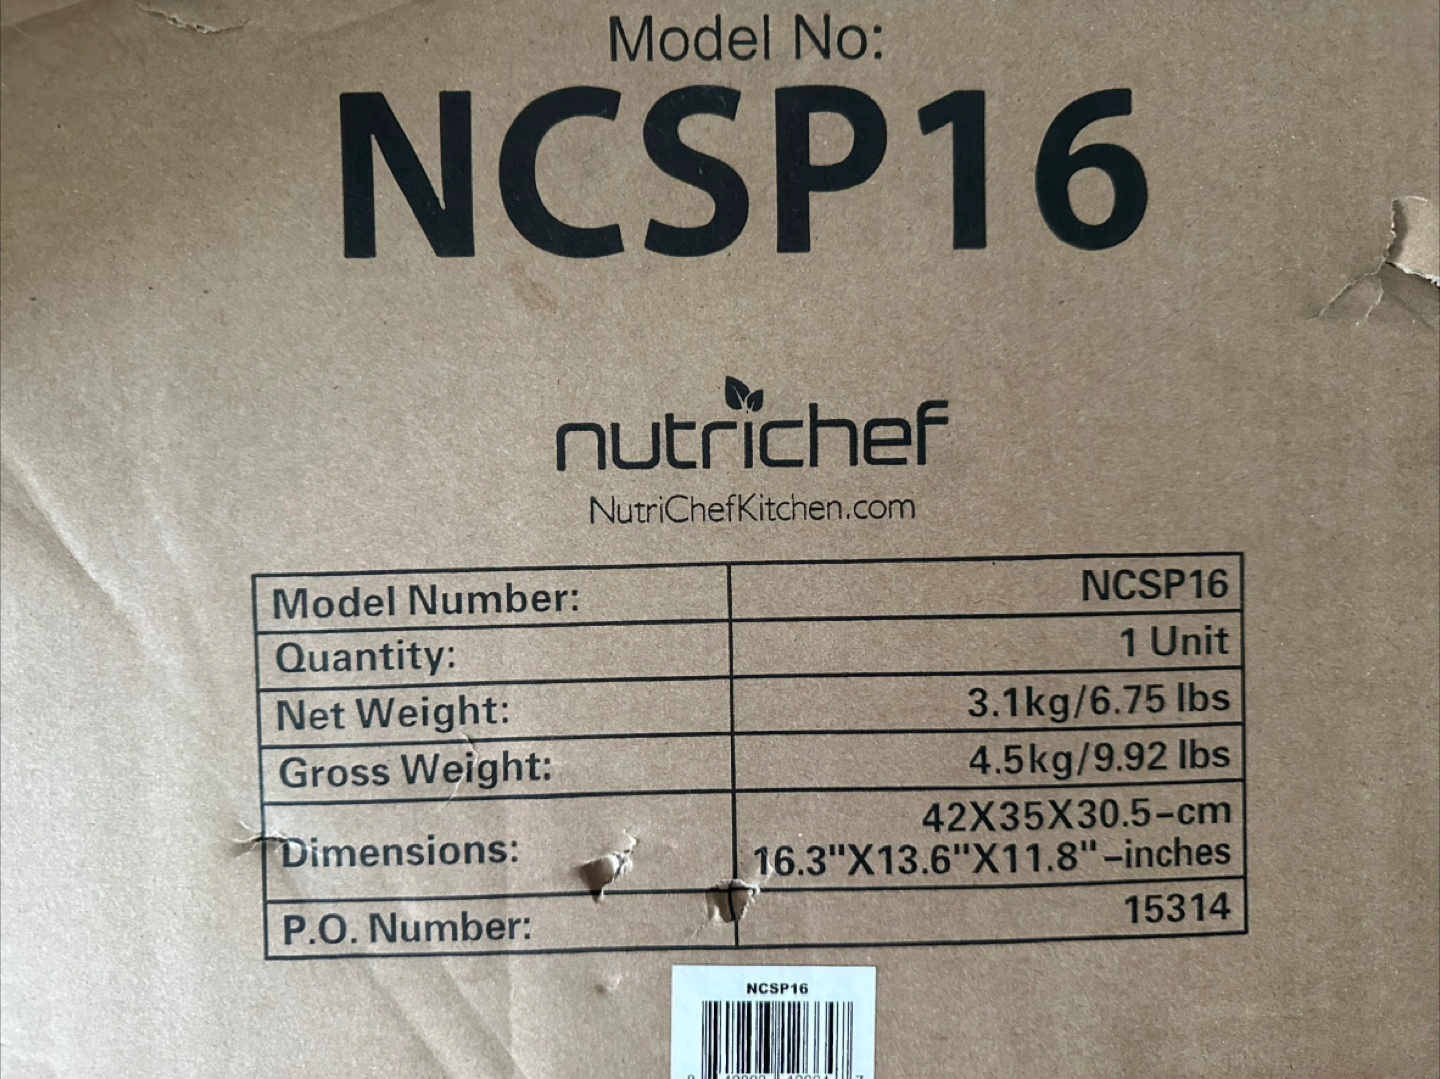 Model No:
NCSP16
nutrichef
NutriChefKitchen.com
Model Number: NCSP16
Quantity: 1 Unit
Net Weight: 3.1kg/6.75 lbs
Gross Weight: 4.5kg/9.92 lbs
Dimensions: 42X35X30.5-cm
16.3"X13.6"X11.8"-inches
P.O. Number: 15314
NCSP16